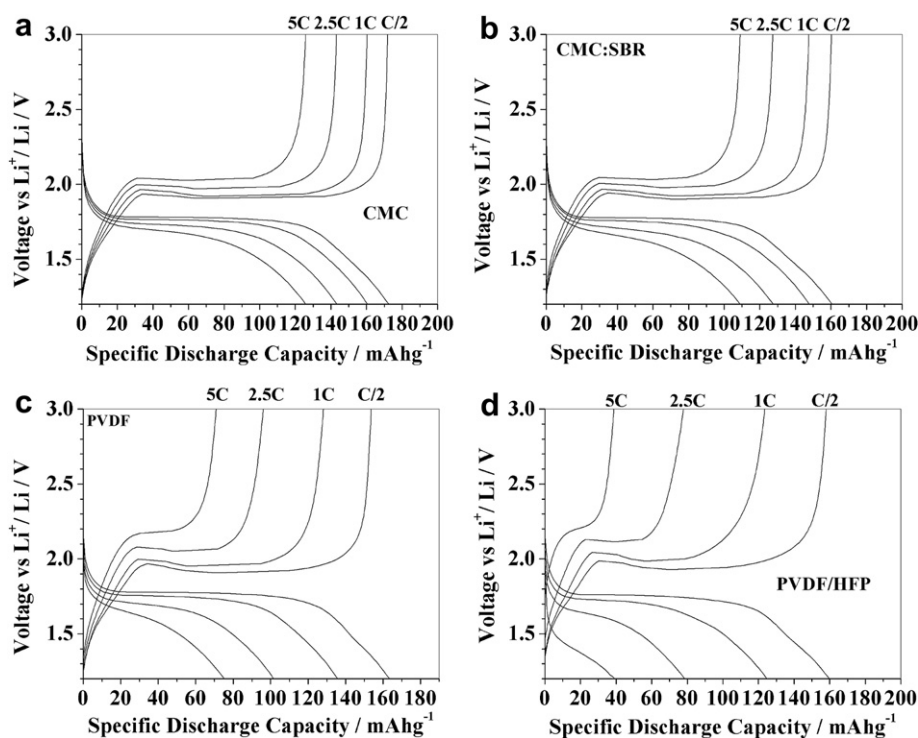 a
5C 2.5C 1C C/2
3.0
2.5
2.0
1.5
Voltage vs Li⁺/ Li / V
CMC
0 20 40 60 80 100 120 140 160 180 200
Specific Discharge Capacity / mAhg⁻¹
b
5C 2.5C 1C C/2
CMC:SBR
3.0
2.5
2.0
1.5
Voltage vs Li⁺/ Li / V
0 20 40 60 80 100 120 140 160 180 200
Specific Discharge Capacity / mAhg⁻¹
c
5C 2.5C 1C C/2
PVDF
3.0
2.5
2.0
1.5
Voltage vs Li⁺/ Li / V
0 20 40 60 80 100 120 140 160 180
Specific Discharge Capacity / mAhg⁻¹
d
5C 2.5C 1C C/2
3.0
2.5
2.0
1.5
Voltage vs Li⁺/ Li / V
PVDF/HFP
0 20 40 60 80 100 120 140 160 180 200
Specific Discharge Capacity / mAhg⁻¹